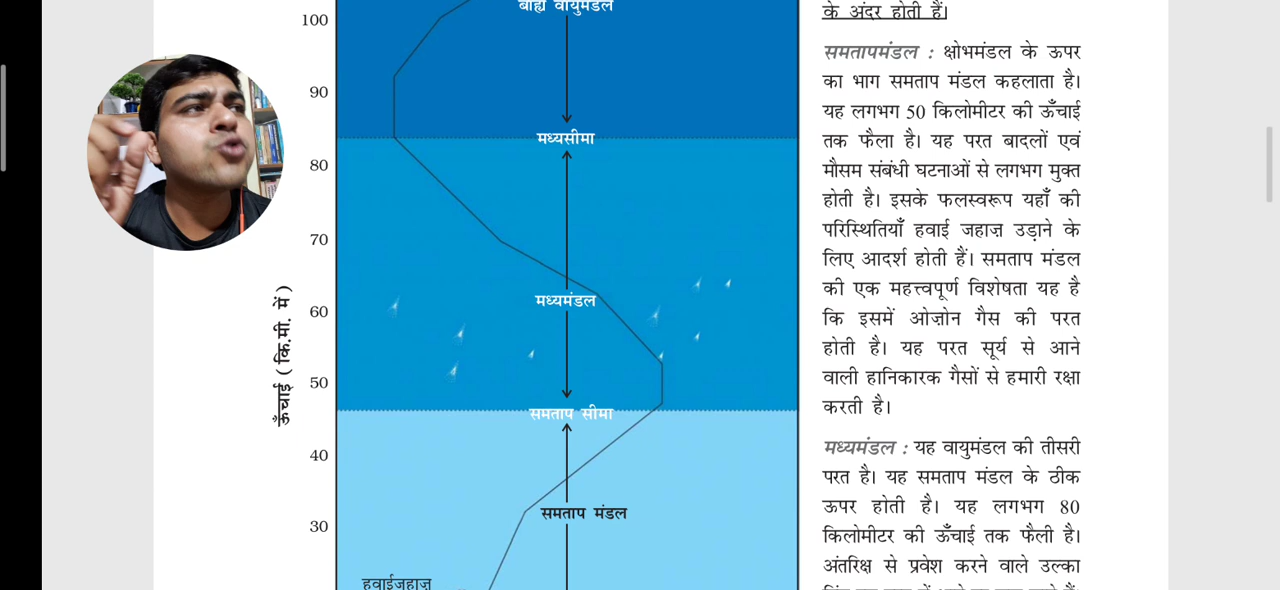 बाह्य वायुमंडल
100
90
मध्यसीमा
80
70
मध्यमंडल
60
50
समताप सीमा
40
समताप मंडल
30
हवाईजहाज़
ऊँचाई ( कि.मी. में )
के अंदर होती हैं।
समतापमंडल : क्षोभमंडल के ऊपर
का भाग समताप मंडल कहलाता है।
यह लगभग 50 किलोमीटर की ऊँचाई
तक फैला है। यह परत बादलों एवं
मौसम संबंधी घटनाओं से लगभग मुक्त
होती है। इसके फलस्वरूप यहाँ की
परिस्थितियाँ हवाई जहाज़ उड़ाने के
लिए आदर्श होती हैं। समताप मंडल
की एक महत्त्वपूर्ण विशेषता यह है
कि इसमें ओज़ोन गैस की परत
होती है। यह परत सूर्य से आने
वाली हानिकारक गैसों से हमारी रक्षा
करती है।
मध्यमंडल : यह वायुमंडल की तीसरी
परत है। यह समताप मंडल के ठीक
ऊपर होती है। यह लगभग 80
किलोमीटर की ऊँचाई तक फैली है।
अंतरिक्ष से प्रवेश करने वाले उल्का